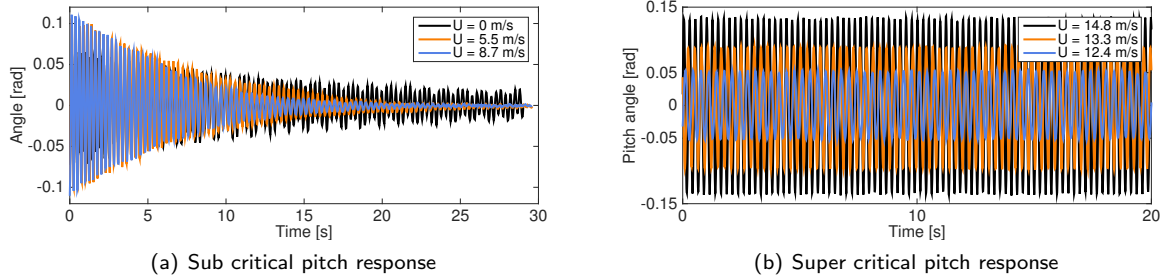 0.1
0.05
0
-0.05
-0.1
Angle [rad]
U = 0 m/s
U = 5.5 m/s
U = 8.7 m/s
0 5 10 15 20 25 30
Time [s]
(a) Sub critical pitch response
0.15
0.05
0
-0.05
-0.15
Pitch angle [rad]
U = 14.8 m/s
U = 13.3 m/s
U = 12.4 m/s
0 10 20
Time [s]
(b) Super critical pitch response